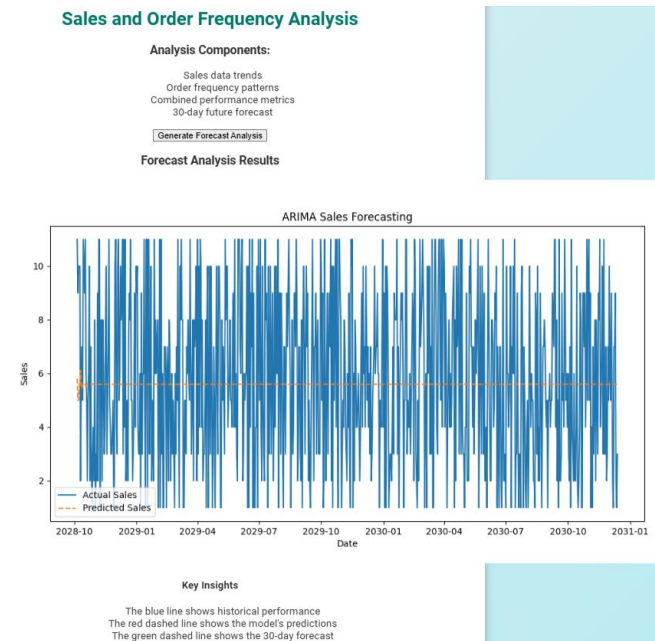 Sales and Order Frequency Analysis
Analysis Components:
Sales data trends
Order frequency patterns
Combined performance metrics
30-day future forecast
Generate Forecast Analysis
Forecast Analysis Results
ARIMA Sales Forecasting
10
8
6
4
2
Sales
Actual Sales
Predicted Sales
2028-10 2029-01 2029-04 2029-07 2029-10 2030-01 2030-04 2030-07 2030-10 2031-01
Date
Key Insights
The blue line shows historical performance
The red dashed line shows the model's predictions
The green dashed line shows the 30-day forecast